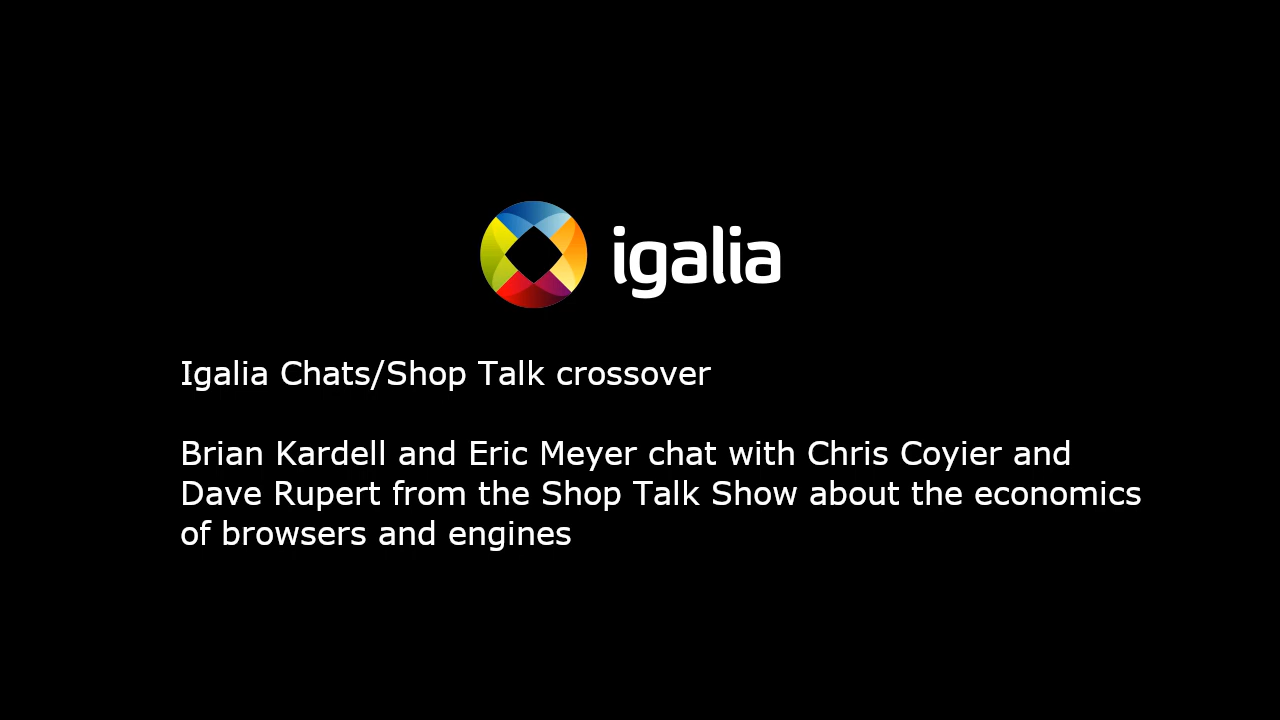 igalia
Igalia Chats/Shop Talk crossover
Brian Kardell and Eric Meyer chat with Chris Coyier and
Dave Rupert from the Shop Talk Show about the economics
of browsers and engines